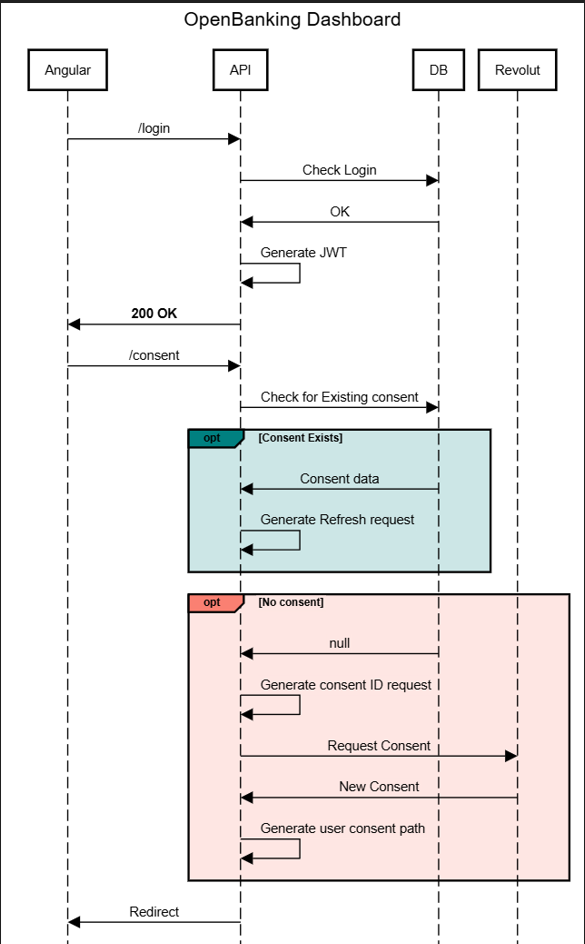 OpenBanking Dashboard
Angular API DB Revolut
/login
Check Login
OK
Generate JWT
200 OK
/consent
Check for Existing consent
opt [Consent Exists]
Consent data
Generate Refresh request
opt [No consent]
null
Generate consent ID request
Request Consent
New Consent
Generate user consent path
Redirect